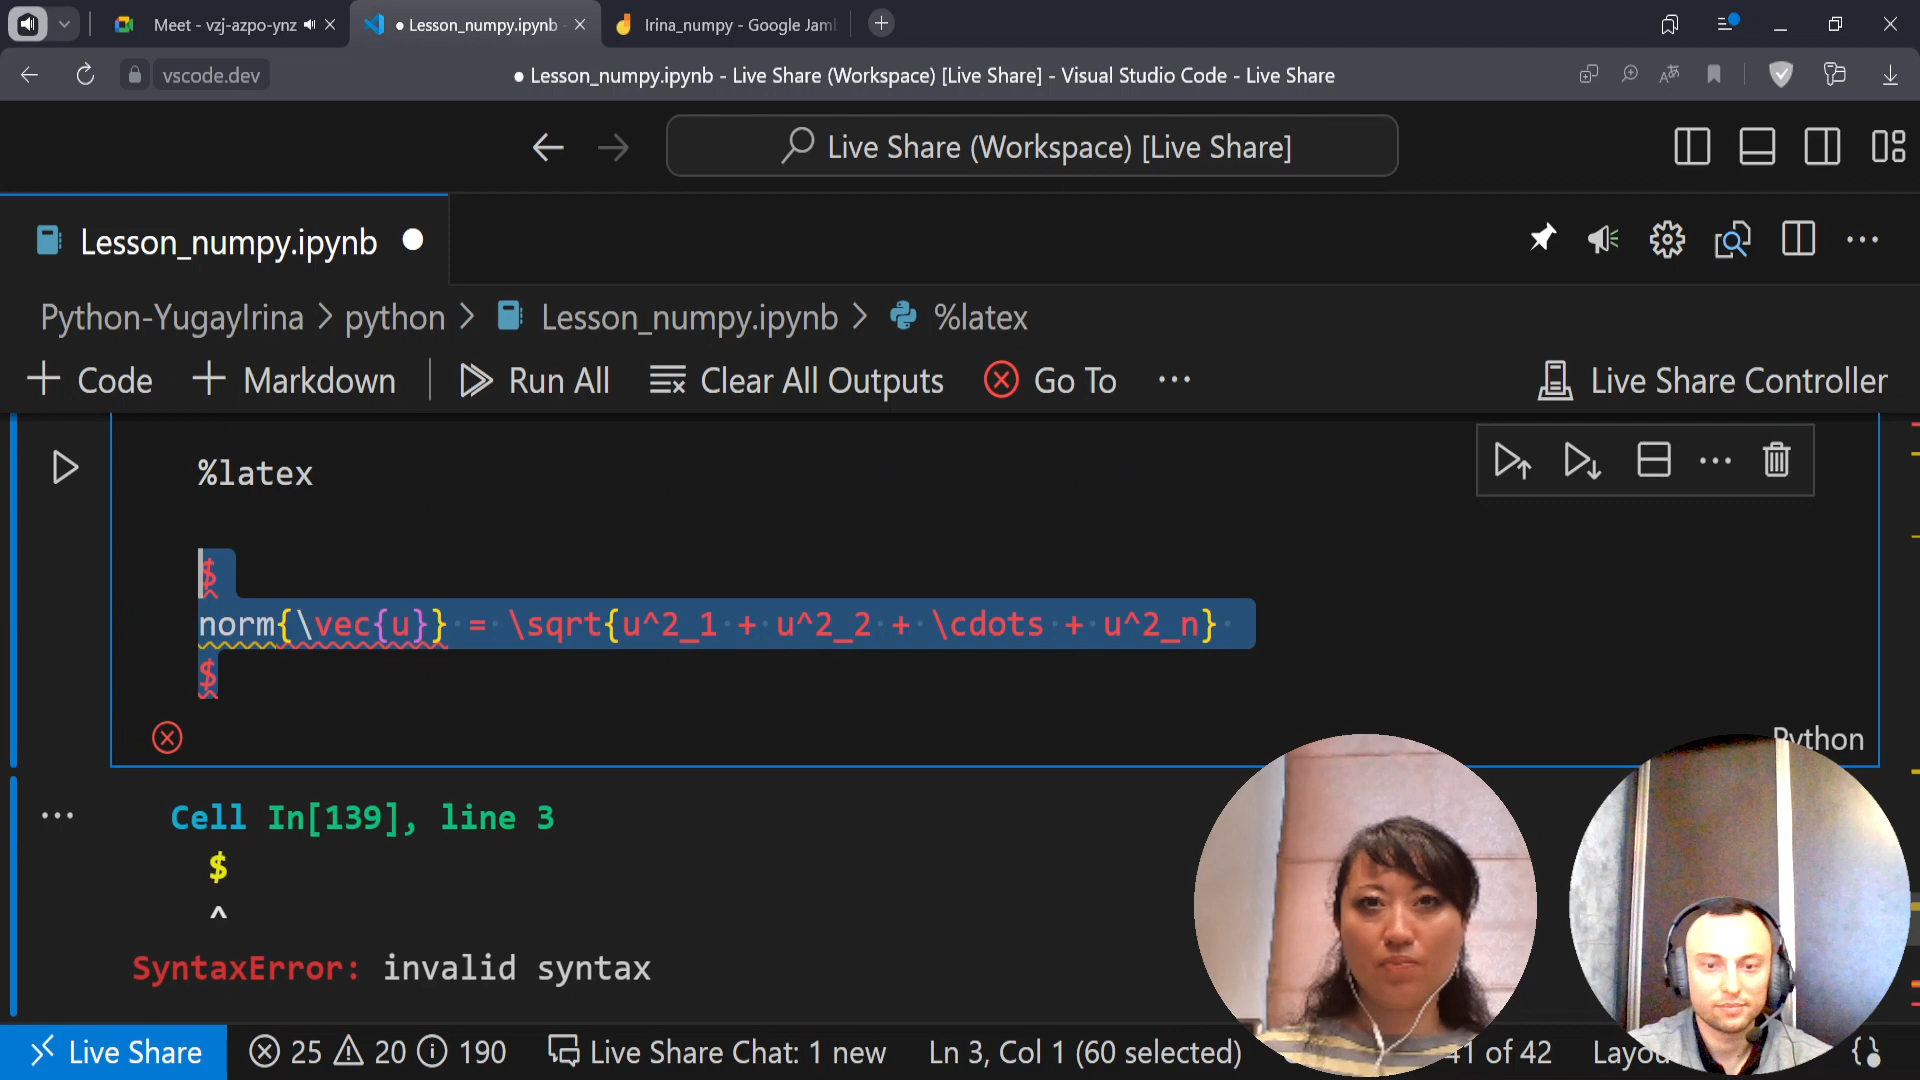 Meet - vzj-azpo-ynz
Lesson_numpy.ipynb
Irina_numpy - Google Jam
vscode.dev
● Lesson_numpy.ipynb - Live Share (Workspace) [Live Share] - Visual Studio Code - Live Share
Live Share (Workspace) [Live Share]
Lesson_numpy.ipynb
Python-YugayIrina > python > Lesson_numpy.ipynb > %latex
+ Code + Markdown Run All Clear All Outputs Go To ··· Live Share Controller
%latex
$
norm{\vec{u}} = \sqrt{u^2_1 + u^2_2 + \cdots + u^2_n}
$
Python
Cell In[139], line 3
$
^
SyntaxError: invalid syntax
Live Share 25 20 190 Live Share Chat: 1 new Ln 3, Col 1 (60 selected) of 42